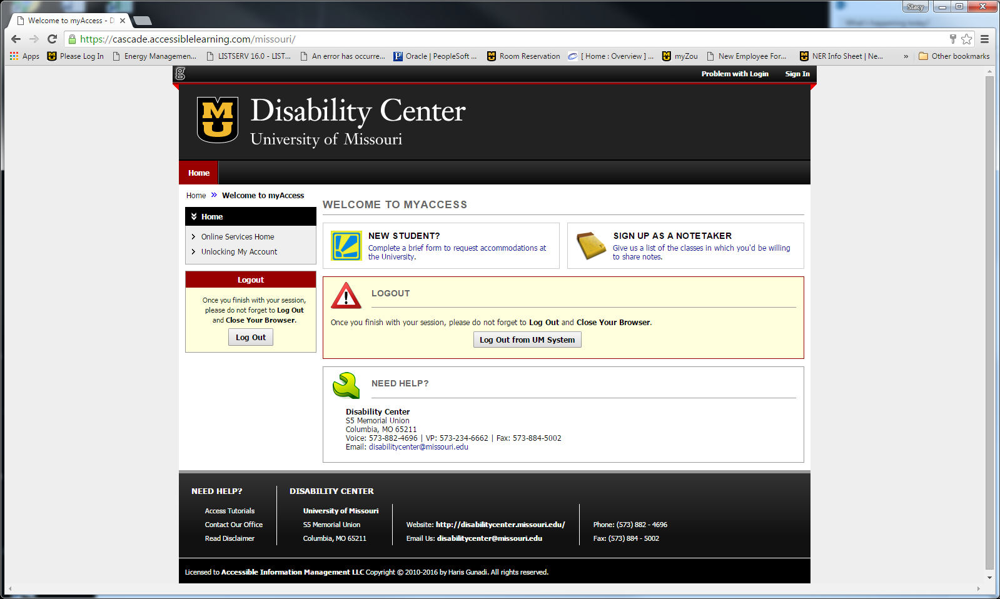 Stacy
Welcome to myAccess - D
https://cascade.accessiblelearning.com/missouri/
Apps Please Log In Energy Managemen... LISTSERV 16.0 - LIST... An error has occurre... Oracle | PeopleSoft ... Room Reservation [ Home : Overview ] ... myZou New Employee For... NER Info Sheet | Ne... » Other bookmarks
g Problem with Login Sign In
MU
Disability Center
University of Missouri
Home
Home » Welcome to myAccess
Home
Online Services Home
Unlocking My Account
Logout
Once you finish with your session,
please do not forget to Log Out
and Close Your Browser.
Log Out
WELCOME TO MYACCESS
NEW STUDENT?
Complete a brief form to request accommodations at
the University.
SIGN UP AS A NOTETAKER
Give us a list of the classes in which you'd be willing
to share notes.
LOGOUT
Once you finish with your session, please do not forget to Log Out and Close Your Browser.
Log Out from UM System
NEED HELP?
Disability Center
S5 Memorial Union
Columbia, MO 65211
Voice: 573-882-4696 | VP: 573-234-6662 | Fax: 573-884-5002
Email: disabilitycenter@missouri.edu
NEED HELP?
Access Tutorials
Contact Our Office
Read Disclaimer
DISABILITY CENTER
University of Missouri
S5 Memorial Union
Columbia, MO 65211
Website: http://disabilitycenter.missouri.edu/
Email Us: disabilitycenter@missouri.edu
Phone: (573) 882 - 4696
Fax: (573) 884 - 5002
Licensed to Accessible Information Management LLC Copyright © 2010-2016 by Haris Gunadi. All rights reserved.